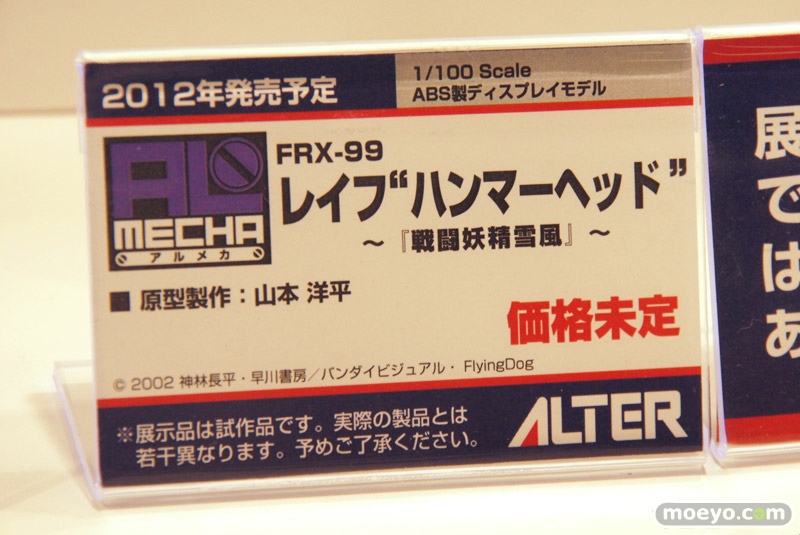 2012年発売予定
1/100 Scale
ABS製ディスプレイモデル
AL
MECHA
アルメカ
FRX-99
レイフ“ハンマーヘッド”
～『戦闘妖精雪風』～
■ 原型製作：山本 洋平
価格未定
© 2002 神林長平・早川書房／バンダイビジュアル・ FlyingDog
※展示品は試作品です。実際の製品とは
若干異なります。予めご了承ください。
ALTER
展
で
は
あ
moeyo.com